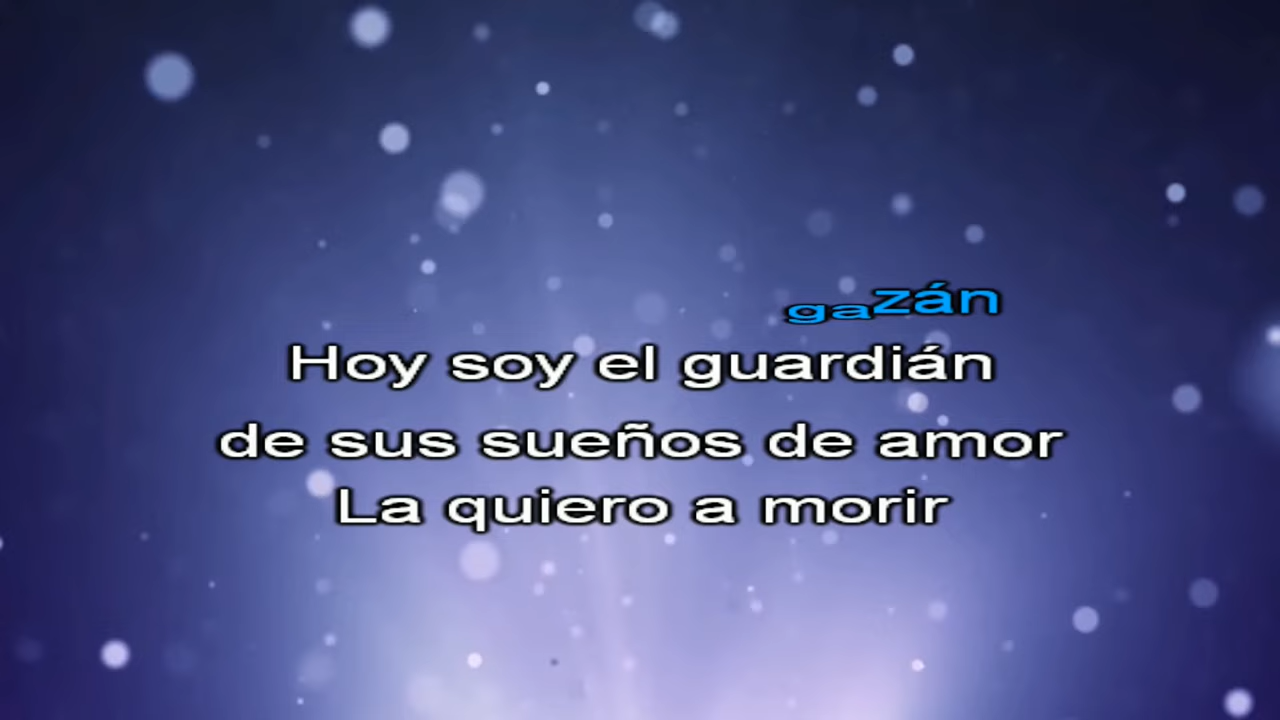 gazán
Hoy soy el guardián
de sus sueños de amor
La quiero a morir